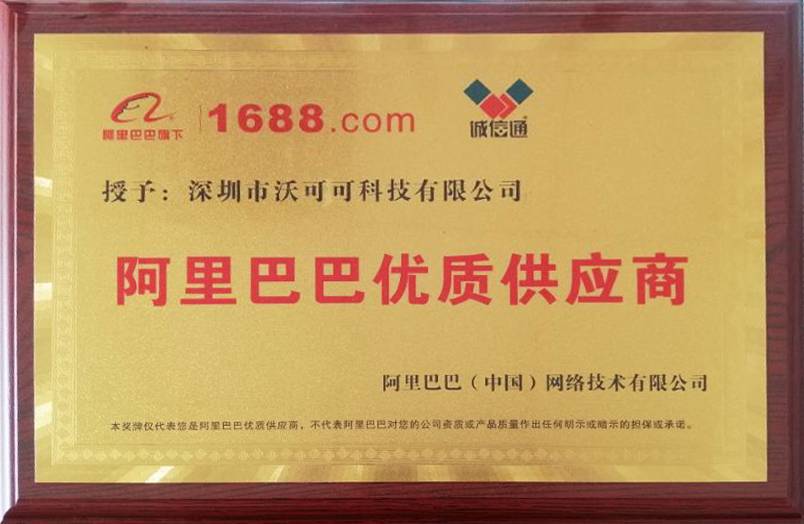 阿里巴巴旗下 1688.com 诚信通
授予：深圳市沃可可科技有限公司
阿里巴巴优质供应商
阿里巴巴（中国）网络技术有限公司
本奖牌仅代表您是阿里巴巴优质供应商，不代表阿里巴巴对您的公司资质或产品质量作出任何明示或暗示的担保或承诺。